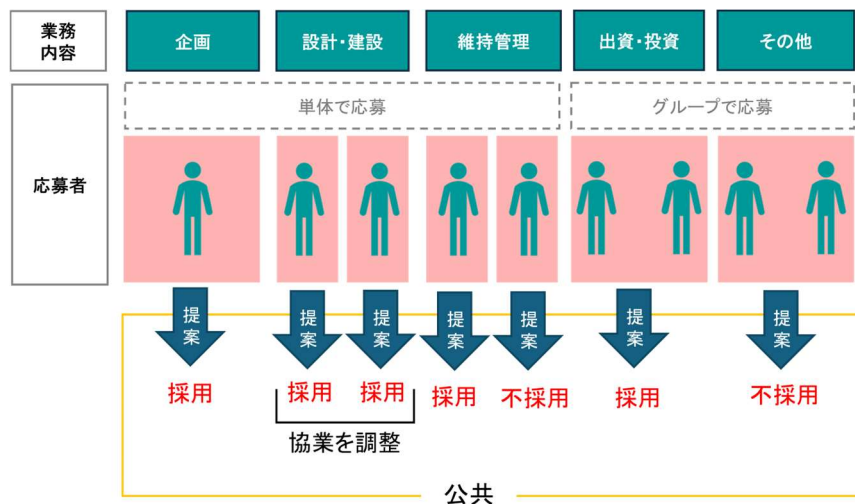 業務
内容
企画
設計・建設
維持管理
出資・投資
その他
応募者
単体で応募
グループで応募
提案
提案
提案
提案
提案
提案
提案
採用
採用
採用
採用
不採用
採用
不採用
協業を調整
公共